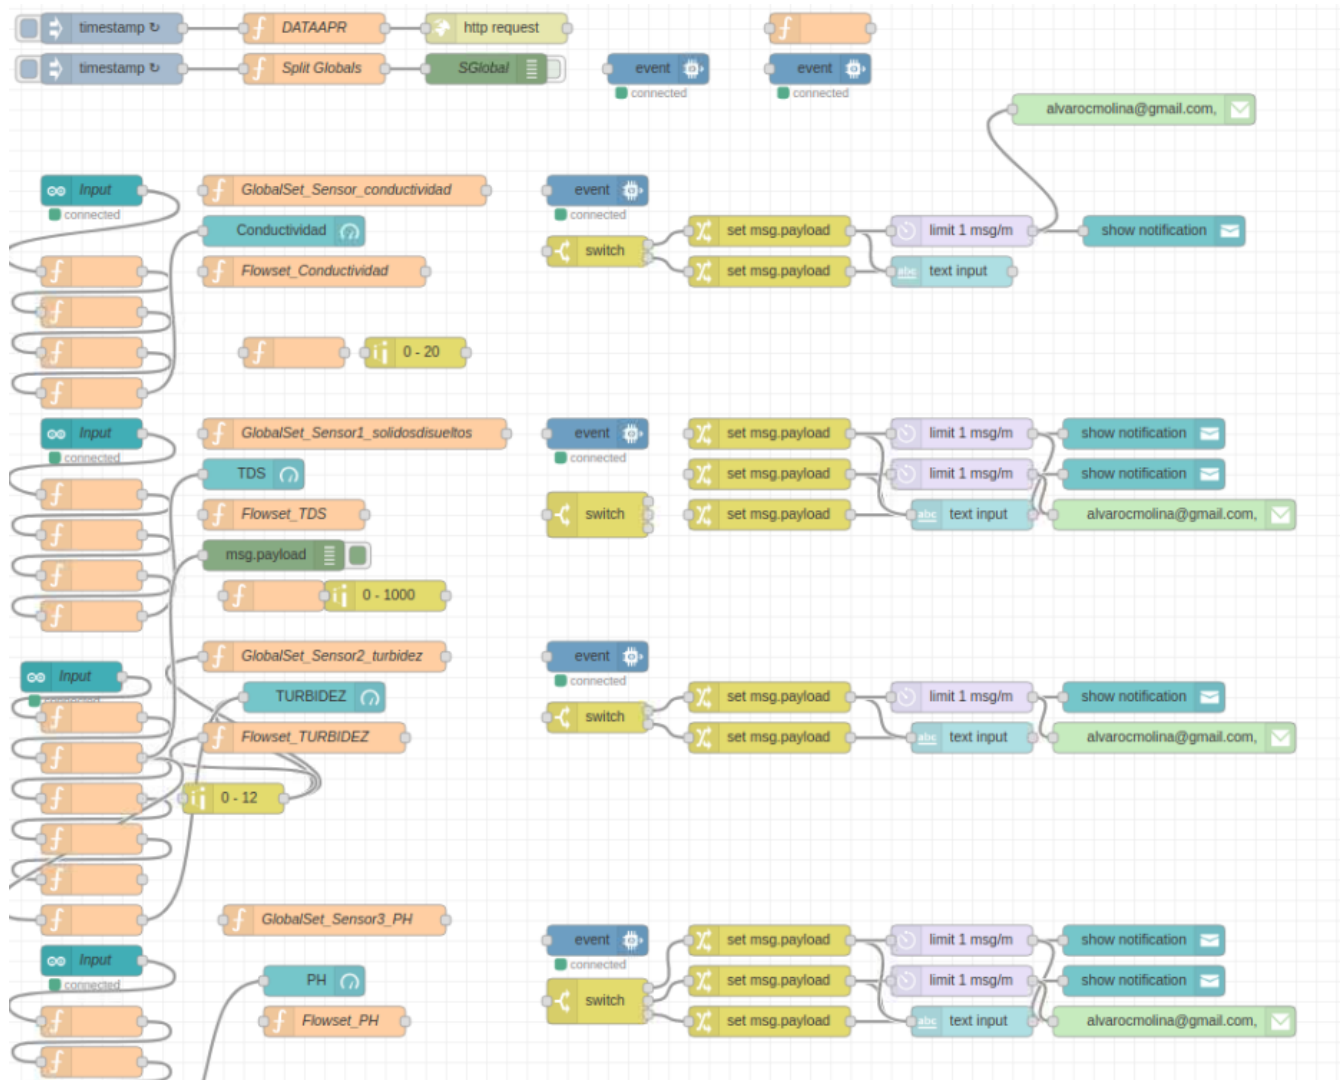 timestamp ↻ DATAAPR http request
timestamp ↻ Split Globals SGlobal event event
connected connected
alvarocmolina@gmail.com,
Input GlobalSet_Sensor_conductividad event
connected connected
Conductividad set msg.payload limit 1 msg/m show notification
switch
Flowset_Conductividad set msg.payload abc text input
0 - 20
Input GlobalSet_Sensor1_solidosdisueltos event set msg.payload limit 1 msg/m show notification
connected connected
TDS set msg.payload limit 1 msg/m show notification
Flowset_TDS switch set msg.payload abc text input alvarocmolina@gmail.com,
msg.payload
0 - 1000
GlobalSet_Sensor2_turbidez event
Input connected
connected TURBIDEZ set msg.payload limit 1 msg/m show notification
switch
Flowset_TURBIDEZ set msg.payload abc text input alvarocmolina@gmail.com,
0 - 12
GlobalSet_Sensor3_PH
event set msg.payload limit 1 msg/m show notification
Input connected
connected PH set msg.payload limit 1 msg/m show notification
switch
Flowset_PH set msg.payload abc text input alvarocmolina@gmail.com,